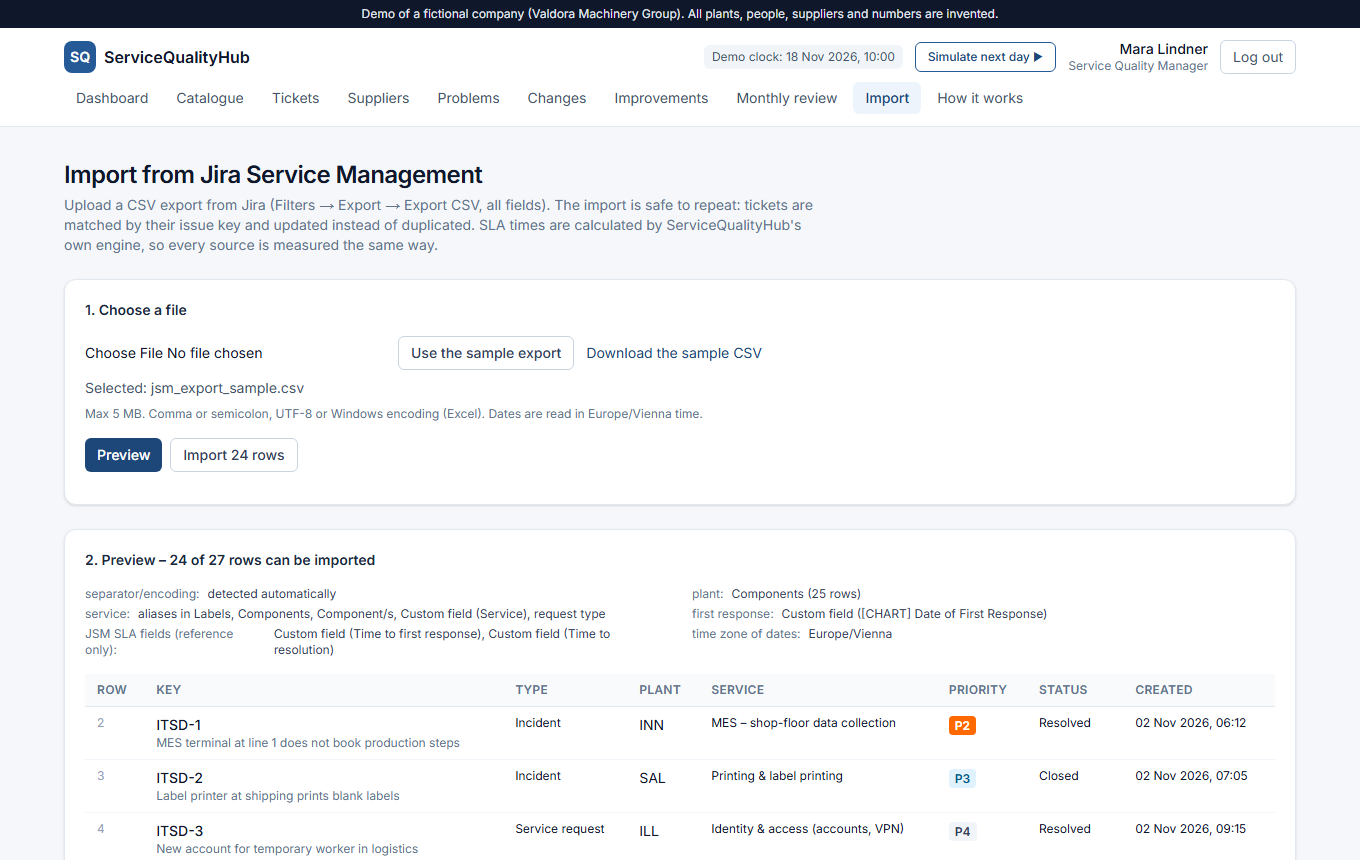 Demo of a fictional company (Valdora Machinery Group). All plants, people, suppliers and numbers are invented.
SQ ServiceQualityHub
Demo clock: 18 Nov 2026, 10:00
Simulate next day ▶
Mara Lindner
Service Quality Manager
Log out
Dashboard Catalogue Tickets Suppliers Problems Changes Improvements Monthly review Import How it works
Import from Jira Service Management
Upload a CSV export from Jira (Filters → Export → Export CSV, all fields). The import is safe to repeat: tickets are
matched by their issue key and updated instead of duplicated. SLA times are calculated by ServiceQualityHub's
own engine, so every source is measured the same way.
1. Choose a file
Choose File No file chosen Use the sample export Download the sample CSV
Selected: jsm_export_sample.csv
Max 5 MB. Comma or semicolon, UTF-8 or Windows encoding (Excel). Dates are read in Europe/Vienna time.
Preview Import 24 rows
2. Preview – 24 of 27 rows can be imported
separator/encoding: detected automatically plant: Components (25 rows)
service: aliases in Labels, Components, Component/s, Custom field (Service), request type first response: Custom field ([CHART] Date of First Response)
JSM SLA fields (reference only): Custom field (Time to first response), Custom field (Time to resolution) time zone of dates: Europe/Vienna
ROW KEY TYPE PLANT SERVICE PRIORITY STATUS CREATED
2 ITSD-1 Incident INN MES – shop-floor data collection P2 Resolved 02 Nov 2026, 06:12
MES terminal at line 1 does not book production steps
3 ITSD-2 Incident SAL Printing & label printing P3 Closed 02 Nov 2026, 07:05
Label printer at shipping prints blank labels
4 ITSD-3 Service request ILL Identity & access (accounts, VPN) P4 Resolved 02 Nov 2026, 09:15
New account for temporary worker in logistics